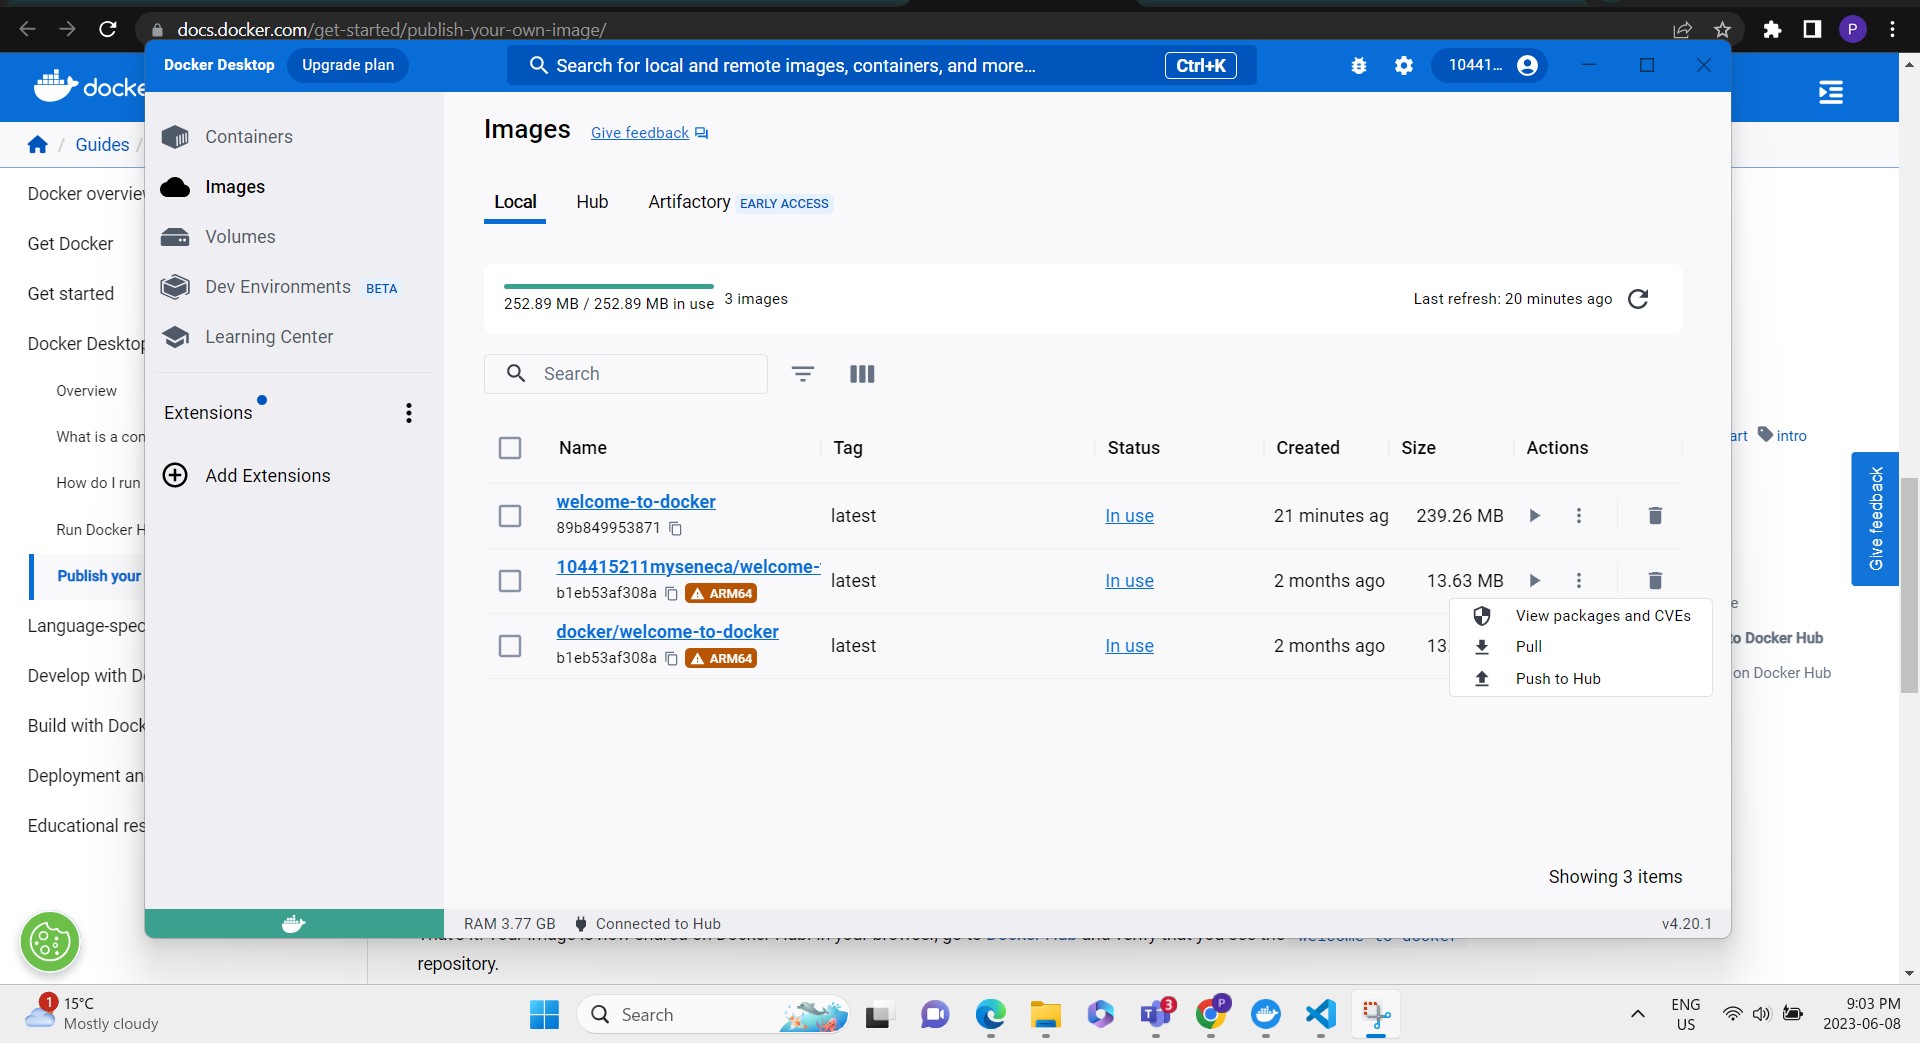 docs.docker.com/get-started/publish-your-own-image/
P
docke
Guides /
Docker overview
Get Docker
Get started
Docker Desktop
Overview
What is a con
How do I run
Run Docker H
Publish your
Language-spec
Develop with D
Build with Dock
Deployment an
Educational res
Docker Desktop
Upgrade plan
Search for local and remote images, containers, and more...
Ctrl+K
10441...
Containers
Images
Volumes
Dev Environments BETA
Learning Center
Extensions
Add Extensions
Images Give feedback
Local Hub Artifactory EARLY ACCESS
252.89 MB / 252.89 MB in use 3 images
Last refresh: 20 minutes ago
Search
Name Tag Status Created Size Actions
welcome-to-docker latest In use 21 minutes ag 239.26 MB
89b849953871
104415211myseneca/welcome- latest In use 2 months ago 13.63 MB
b1eb53af308a ARM64
docker/welcome-to-docker latest In use 2 months ago 13.
b1eb53af308a ARM64
View packages and CVEs
Pull
Push to Hub
Showing 3 items
RAM 3.77 GB Connected to Hub v4.20.1
art intro
Give feedback
e
to Docker Hub
on Docker Hub
repository.
1 15°C
Mostly cloudy
Search
3
P
ENG
US
9:03 PM
2023-06-08